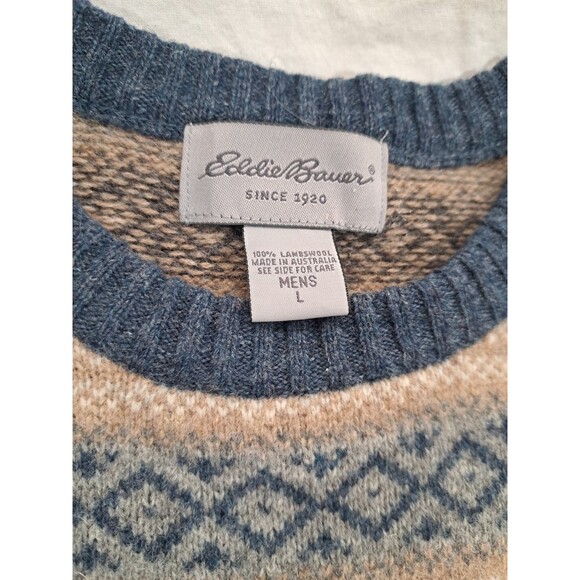 Eddie Bauer®
SINCE 1920
100% LAMBSWOOL
MADE IN AUSTRALIA
SEE SIDE FOR CARE
MENS
L